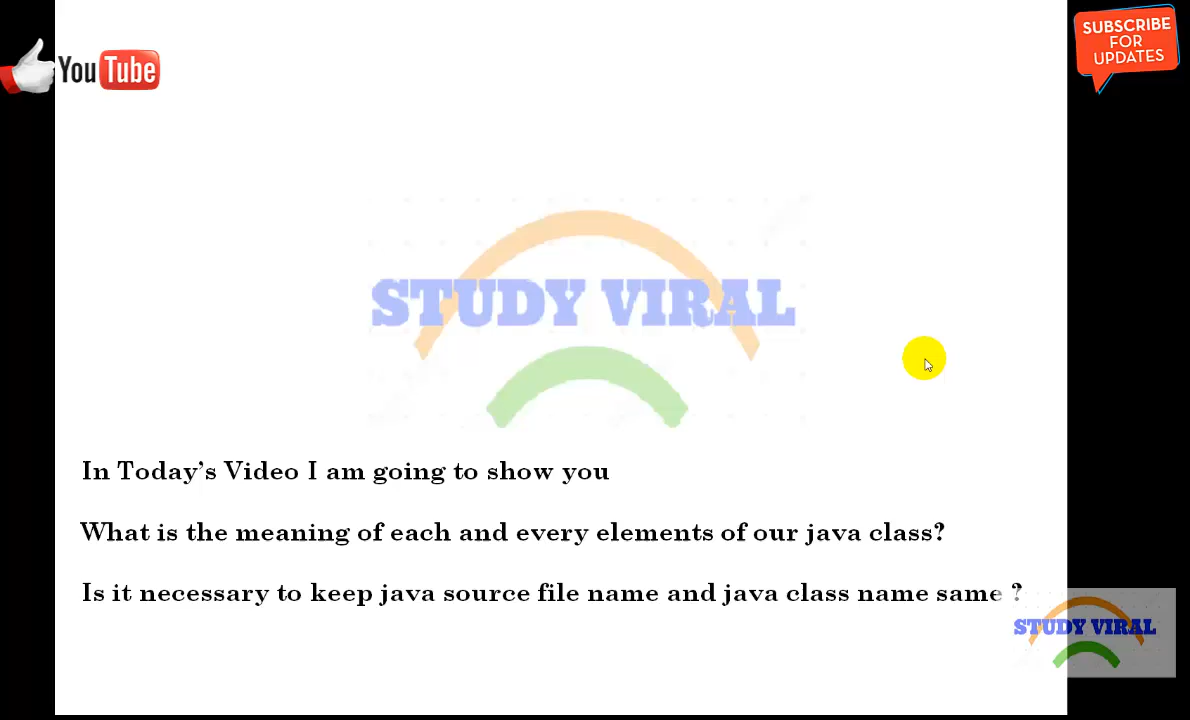 You Tube
SUBSCRIBE
FOR
UPDATES
STUDY VIRAL
In Today's Video I am going to show you
What is the meaning of each and every elements of our java class?
Is it necessary to keep java source file name and java class name same ?
STUDY VIRAL